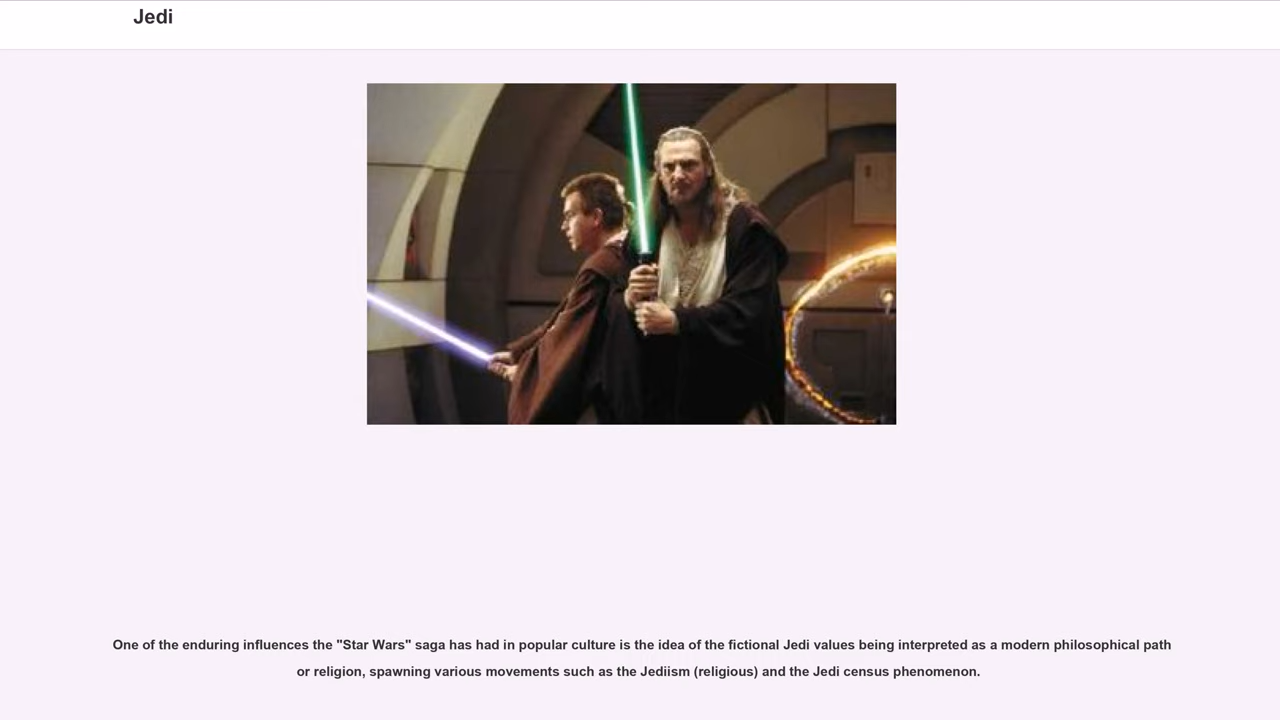 Jedi
One of the enduring influences the "Star Wars" saga has had in popular culture is the idea of the fictional Jedi values being interpreted as a modern philosophical path
or religion, spawning various movements such as the Jediism (religious) and the Jedi census phenomenon.